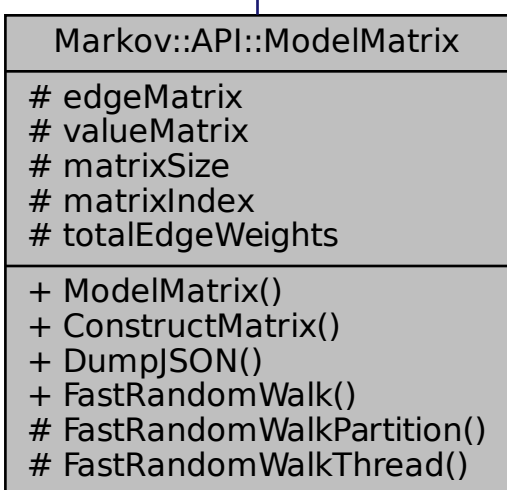 Markov::API::ModelMatrix
# edgeMatrix
# valueMatrix
# matrixSize
# matrixIndex
# totalEdgeWeights
+ ModelMatrix()
+ ConstructMatrix()
+ DumpJSON()
+ FastRandomWalk()
# FastRandomWalkPartition()
# FastRandomWalkThread()